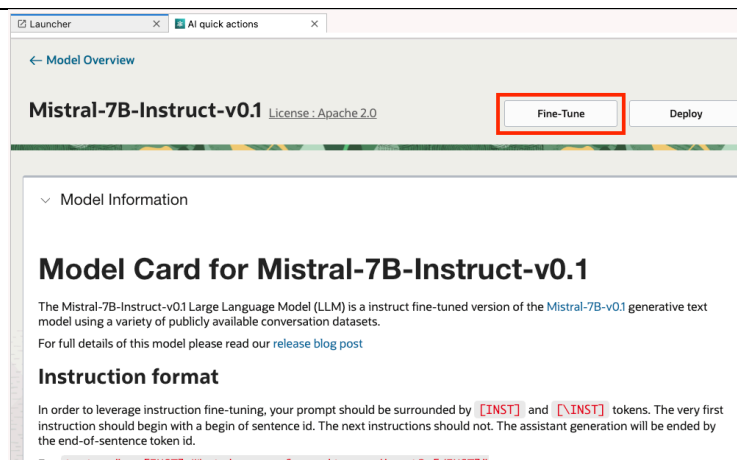 Launcher
AI quick actions
← Model Overview
Mistral-7B-Instruct-v0.1 License : Apache 2.0
Fine-Tune
Deploy
Model Information
Model Card for Mistral-7B-Instruct-v0.1
The Mistral-7B-Instruct-v0.1 Large Language Model (LLM) is a instruct fine-tuned version of the Mistral-7B-v0.1 generative text
model using a variety of publicly available conversation datasets.
For full details of this model please read our release blog post
Instruction format
In order to leverage instruction fine-tuning, your prompt should be surrounded by [INST] and [\INST] tokens. The very first
instruction should begin with a begin of sentence id. The next instructions should not. The assistant generation will be ended by
the end-of-sentence token id.